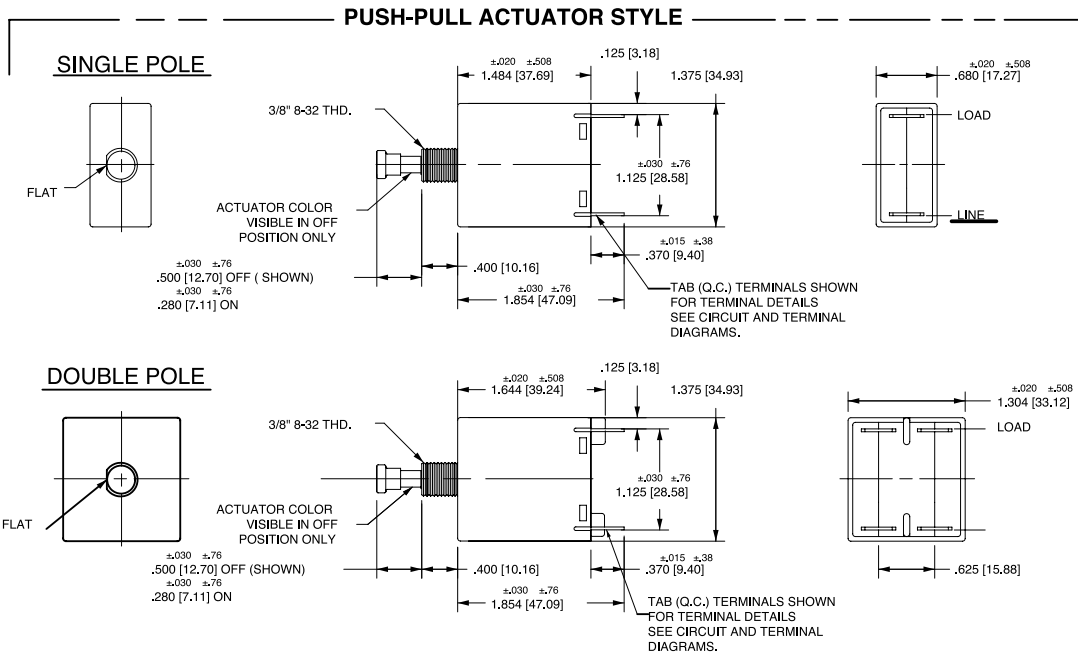 PUSH-PULL ACTUATOR STYLE
SINGLE POLE
±.020 ±.508
1.484 [37.69]
.125 [3.18]
1.375 [34.93]
±.020 ±.508
.680 [17.27]
3/8" 8-32 THD.
LOAD
FLAT
±.030 ±.76
1.125 [28.58]
ACTUATOR COLOR
VISIBLE IN OFF
POSITION ONLY
LINE
±.015 ±.38
.370 [9.40]
±.030 ±.76
.500 [12.70] OFF ( SHOWN)
±.030 ±.76
.280 [7.11] ON
.400 [10.16]
±.030 ±.76
1.854 [47.09]
TAB (Q.C.) TERMINALS SHOWN
FOR TERMINAL DETAILS
SEE CIRCUIT AND TERMINAL
DIAGRAMS.
DOUBLE POLE
±.020 ±.508
1.644 [39.24]
.125 [3.18]
1.375 [34.93]
±.020 ±.508
1.304 [33.12]
3/8" 8-32 THD.
LOAD
FLAT
±.030 ±.76
1.125 [28.58]
ACTUATOR COLOR
VISIBLE IN OFF
POSITION ONLY
±.015 ±.38
.370 [9.40]
±.030 ±.76
.500 [12.70] OFF (SHOWN)
±.030 ±.76
.280 [7.11] ON
.400 [10.16]
±.030 ±.76
1.854 [47.09]
.625 [15.88]
TAB (Q.C.) TERMINALS SHOWN
FOR TERMINAL DETAILS
SEE CIRCUIT AND TERMINAL
DIAGRAMS.